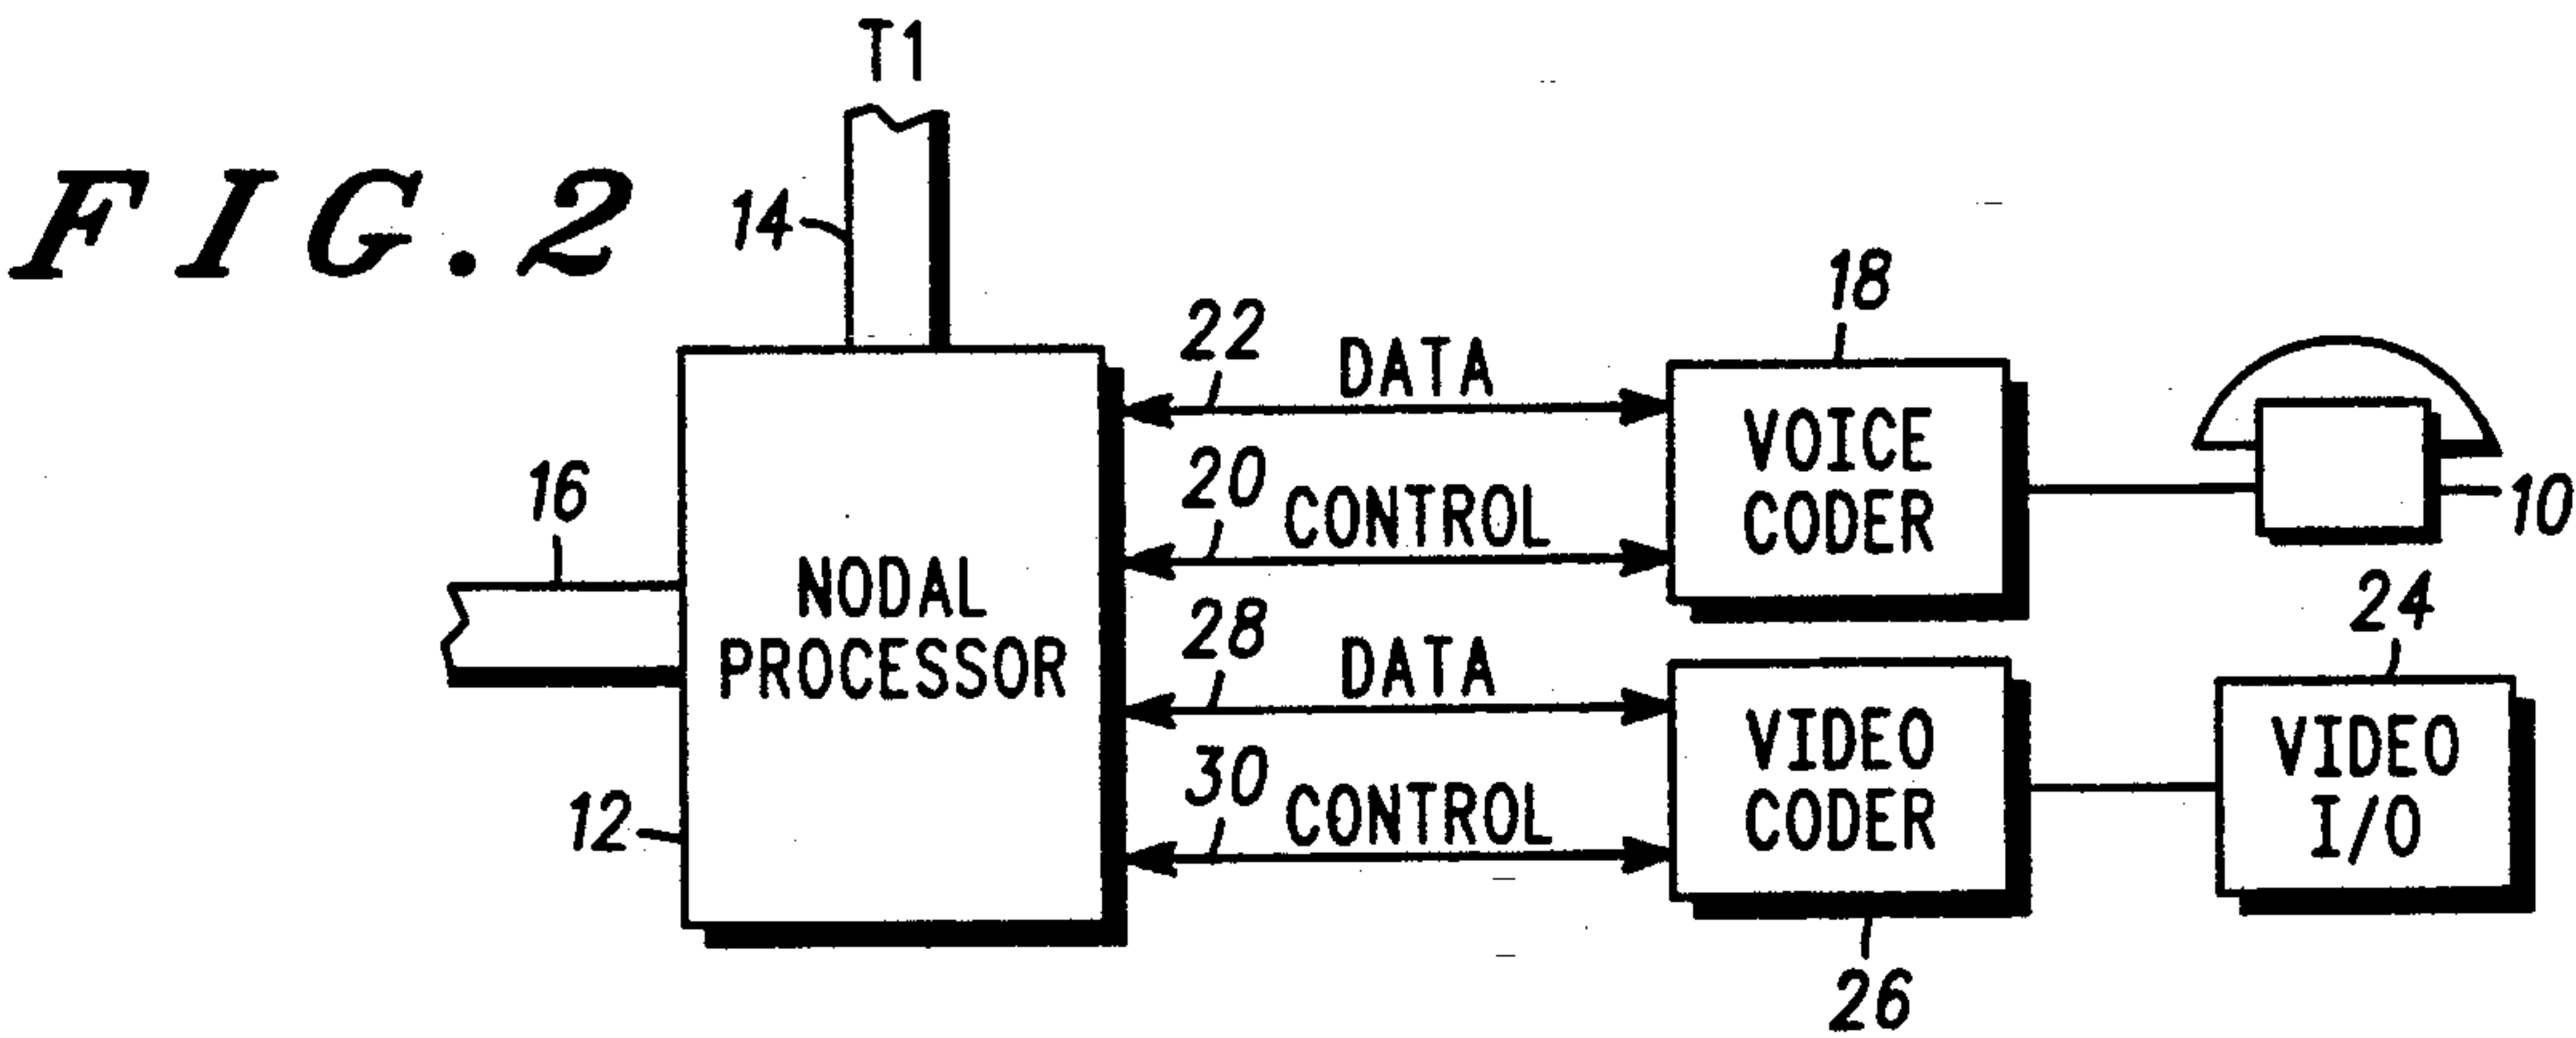 T1
FIG.2
14
22
DATA
18
VOICE
CODER
20
CONTROL
10
16
NODAL
PROCESSOR
28
DATA
24
VIDEO
CODER
VIDEO
I/O
30
CONTROL
12
26